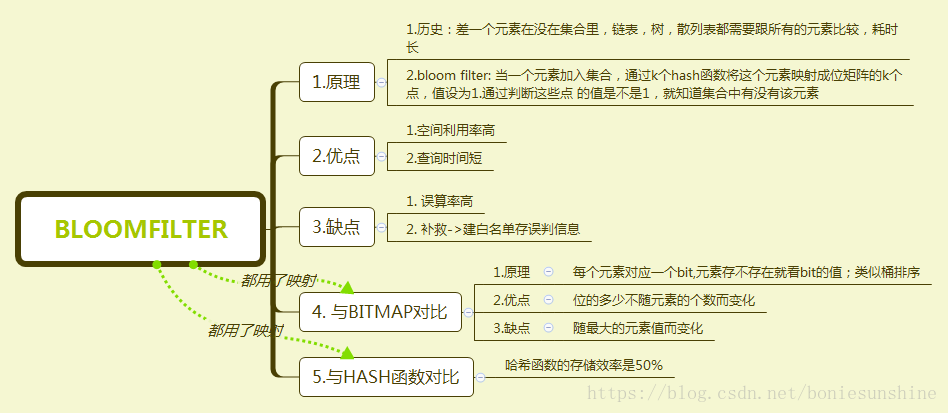 BLOOMFILTER
1.原理
1.历史：差一个元素在没在集合里，链表，树，散列表都需要跟所有的元素比较，耗时
长
2.bloom filter: 当一个元素加入集合，通过k个hash函数将这个元素映射成位矩阵的k个
点，值设为1.通过判断这些点 的值是不是1，就知道集合中有没有该元素
2.优点
1.空间利用率高
2.查询时间短
3.缺点
1. 误算率高
2. 补救->建白名单存误判信息
都用了映射
4. 与BITMAP对比
1.原理
每个元素对应一个bit,元素存不存在就看bit的值；类似桶排序
2.优点
位的多少不随元素的个数而变化
3.缺点
随最大的元素值而变化
都用了映射
5.与HASH函数对比
哈希函数的存储效率是50%
https://blog.csdn.net/boniesunshine